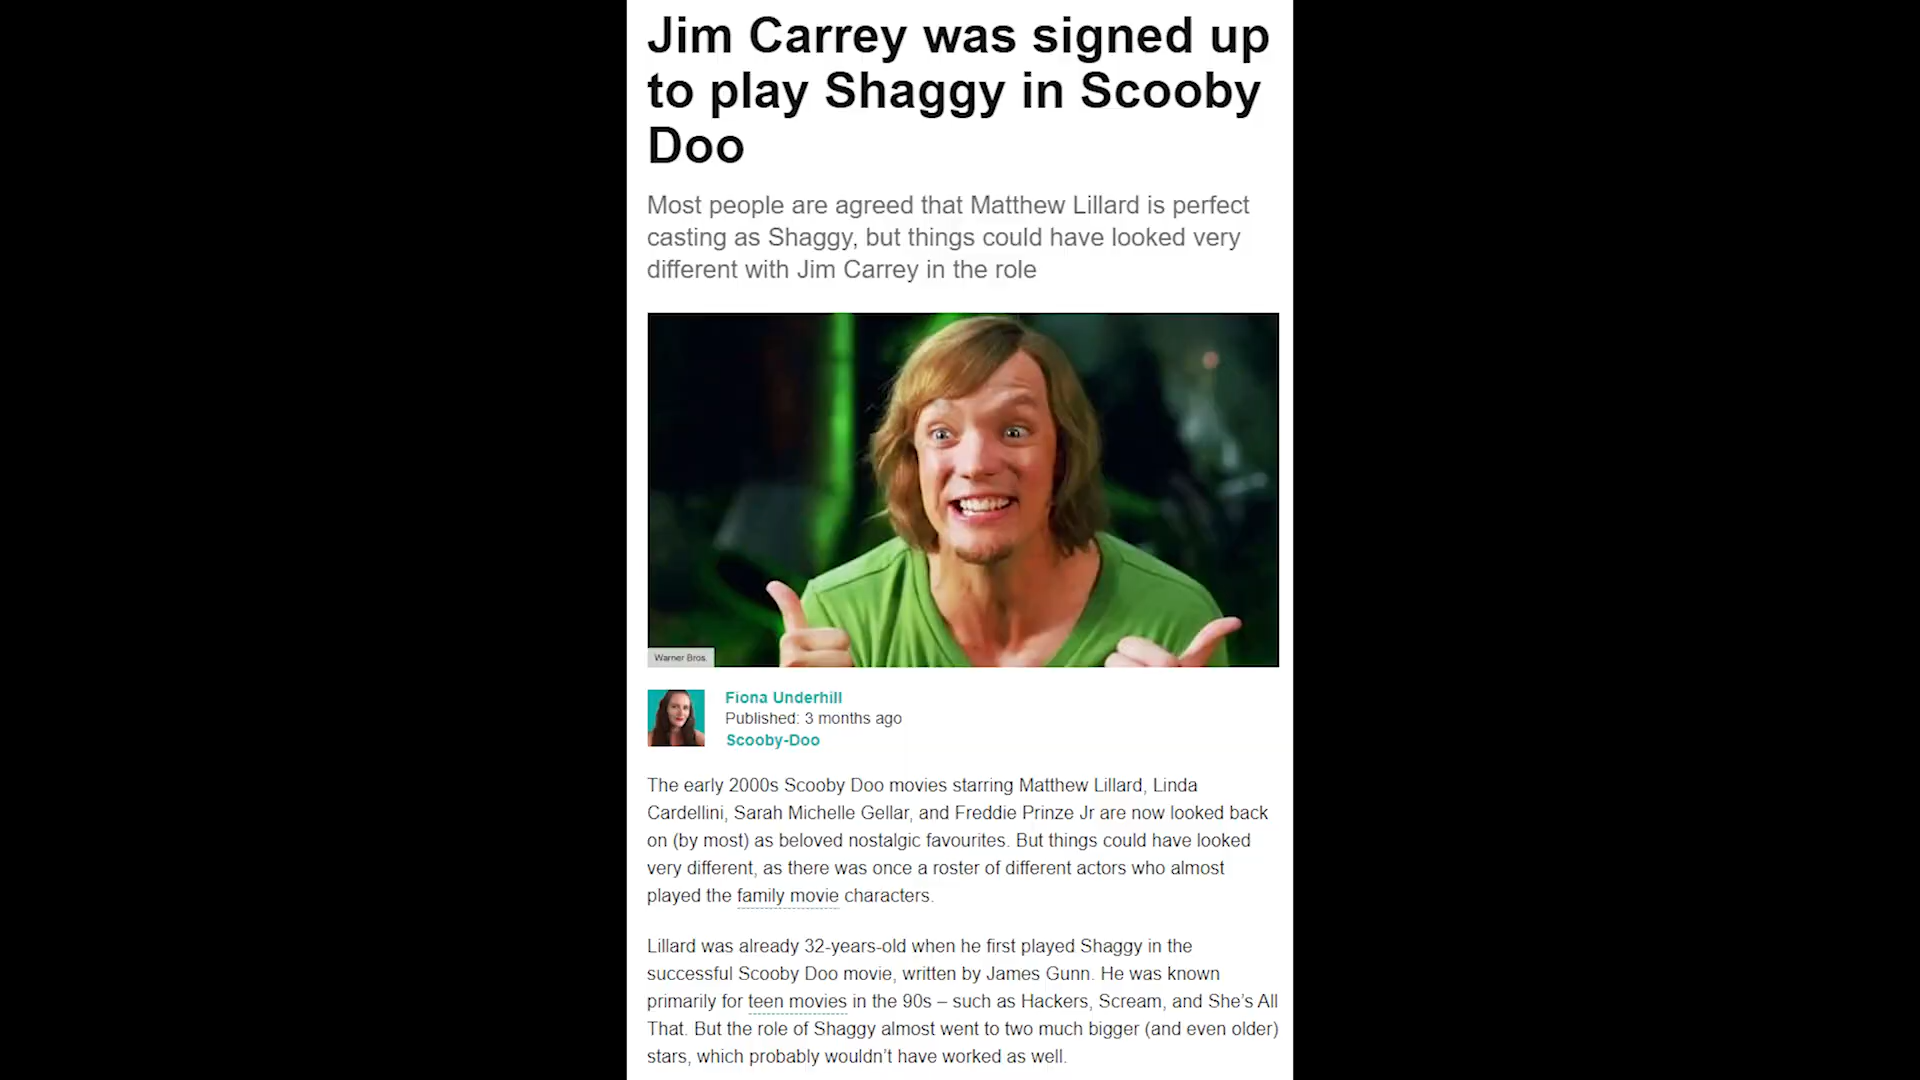 Jim Carrey was signed up
to play Shaggy in Scooby
Doo
Most people are agreed that Matthew Lillard is perfect
casting as Shaggy, but things could have looked very
different with Jim Carrey in the role
Warner Bros.
Fiona Underhill
Published: 3 months ago
Scooby-Doo
The early 2000s Scooby Doo movies starring Matthew Lillard, Linda
Cardellini, Sarah Michelle Gellar, and Freddie Prinze Jr are now looked back
on (by most) as beloved nostalgic favourites. But things could have looked
very different, as there was once a roster of different actors who almost
played the family movie characters.
Lillard was already 32-years-old when he first played Shaggy in the
successful Scooby Doo movie, written by James Gunn. He was known
primarily for teen movies in the 90s – such as Hackers, Scream, and She's All
That. But the role of Shaggy almost went to two much bigger (and even older)
stars, which probably wouldn't have worked as well.